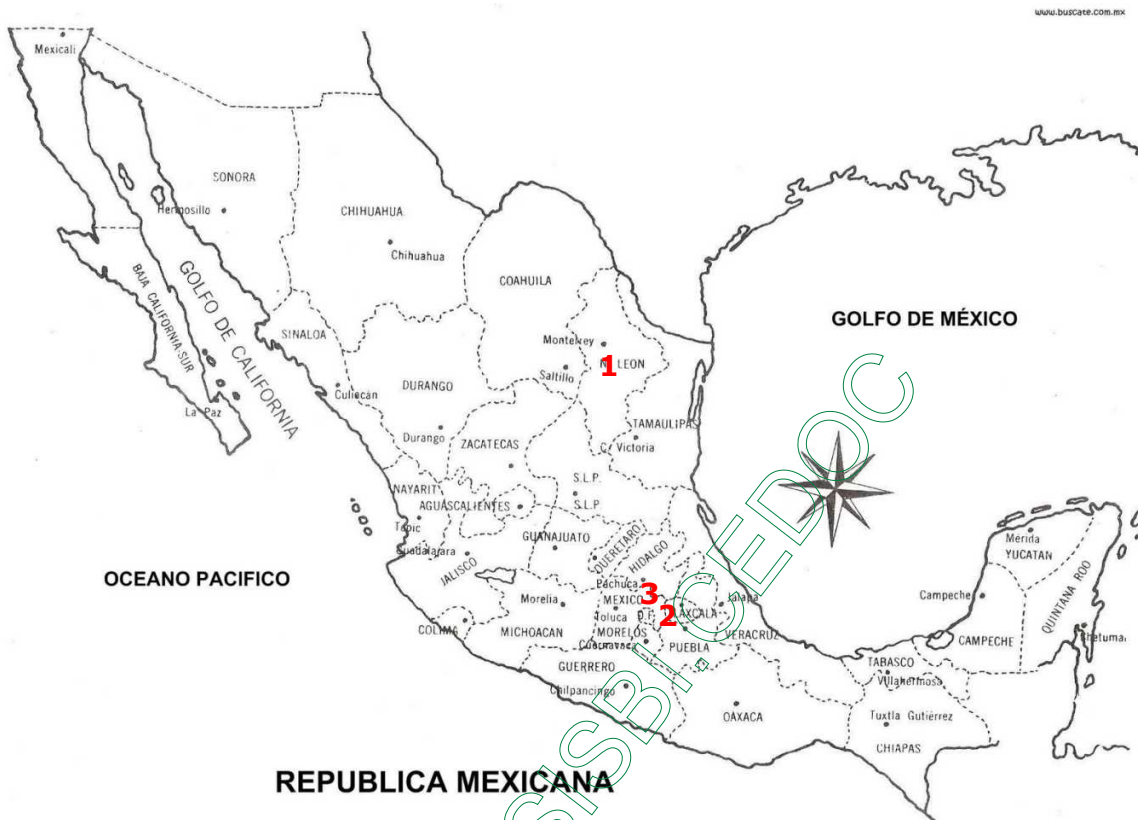 www.buscate.com.mx
Mexicali
SONORA
Hermosillo
CHIHUAHUA
Chihuahua
BAJA CALIFORNIA SUR
GOLFO DE CALIFORNIA
COAHUILA
GOLFO DE MÉXICO
SINALOA
Monterrey
N. LEON
1
Saltillo
DURANGO
Culiacán
La Paz
TAMAULIPAS
Durango
ZACATECAS
C. Victoria
S.L.P.
NAYARIT
AGUASCALIENTES
S.L.P
Tepic
GUANAJUATO
QUERETARO
HIDALGO
Guadalajara
JALISCO
Mérida
YUCATAN
OCEANO PACIFICO
Pachuca
3
Morelia
MEXICO
Jalapa
Campeche
QUINTANA ROO
Toluca
D.F.
2
TLAXCALA
COLIMA
MICHOACAN
MORELOS
VERACRUZ
Cuernavaca
PUEBLA
CAMPECHE
Chetumal
GUERRERO
TABASCO
Villahermosa
Chilpancingo
OAXACA
Tuxtla Gutiérrez
CHIAPAS
REPUBLICA MEXICANA
SISBI.CEDOC